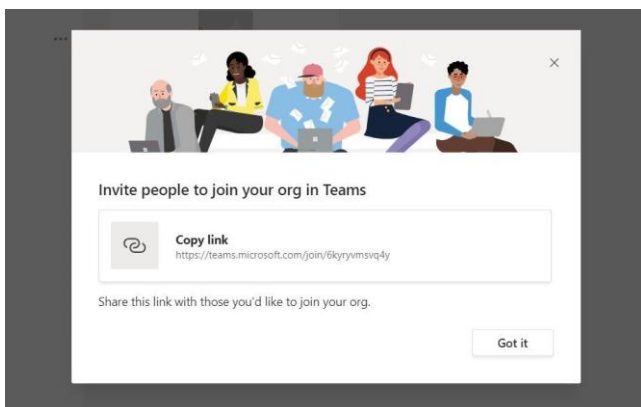 ...
Invite people to join your org in Teams
Copy link
https://teams.microsoft.com/join/6kyryvmsvq4y
Share this link with those you'd like to join your org.
Got it